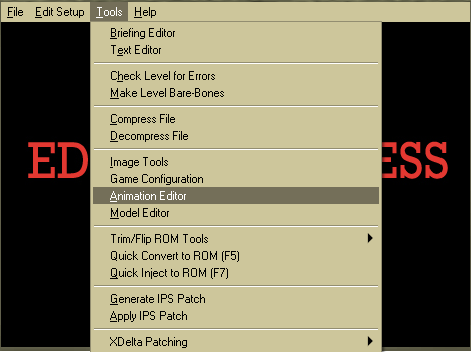 File Edit Setup Tools Help
Briefing Editor
Text Editor
Check Level for Errors
Make Level Bare-Bones
Compress File
Decompress File
Image Tools
ED ESS
Game Configuration
Animation Editor
Model Editor
Trim/Flip ROM Tools
Quick Convert to ROM (F5)
Quick Inject to ROM (F7)
Generate IPS Patch
Apply IPS Patch
XDelta Patching